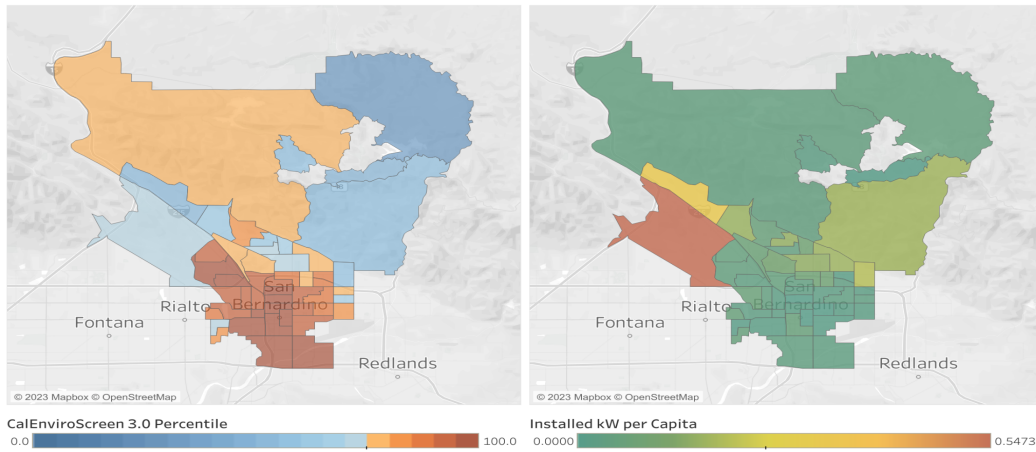 San
Bernardino
Rialto
Fontana
Redlands
© 2023 Mapbox © OpenStreetMap
CalEnviroScreen 3.0 Percentile
0.0 100.0
San
Bernardino
Rialto
Fontana
Redlands
© 2023 Mapbox © OpenStreetMap
Installed kW per Capita
0.0000 0.5473